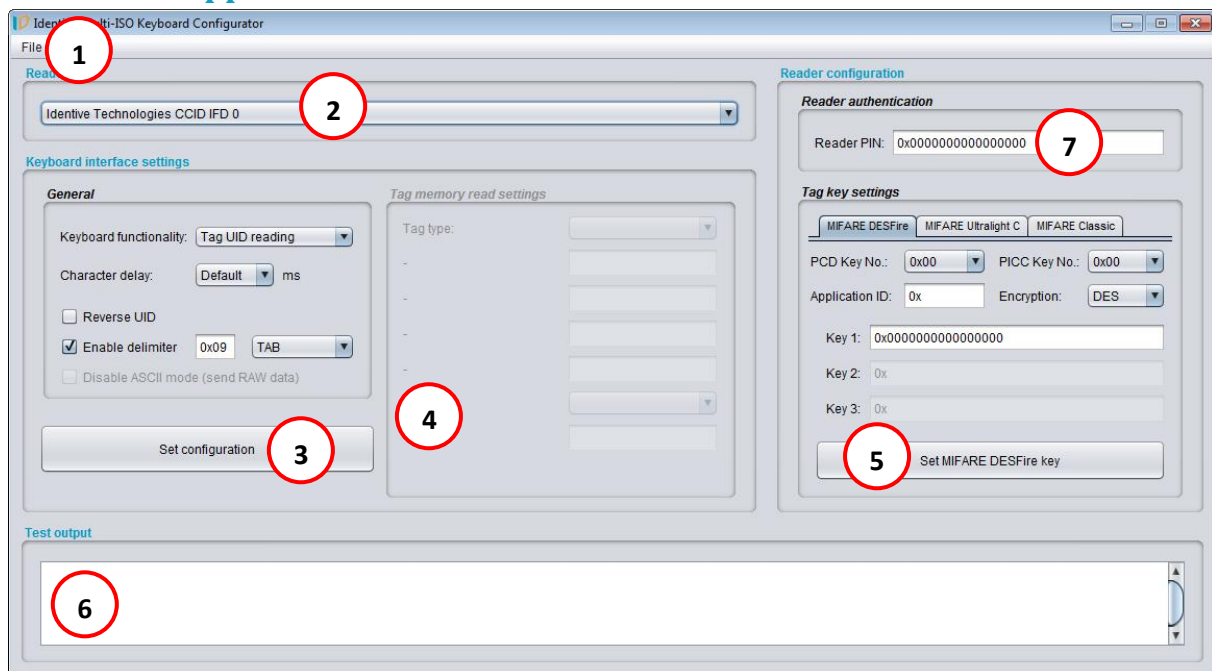 Identi lti-ISO Keyboard Configurator
File
1
Read
2
Identive Technologies CCID IFD 0
Keyboard interface settings
General
Keyboard functionality: Tag UID reading
Character delay: Default ms
Reverse UID
Enable delimiter 0x09 TAB
Disable ASCII mode (send RAW data)
Set configuration
3
Tag memory read settings
Tag type:
-
-
-
-
4
Reader configuration
Reader authentication
Reader PIN: 0x0000000000000000
7
Tag key settings
MIFARE DESFire MIFARE Ultralight C MIFARE Classic
PCD Key No.: 0x00 PICC Key No.: 0x00
Application ID: 0x Encryption: DES
Key 1: 0x0000000000000000
Key 2: 0x
Key 3: 0x
5
Set MIFARE DESFire key
Test output
6